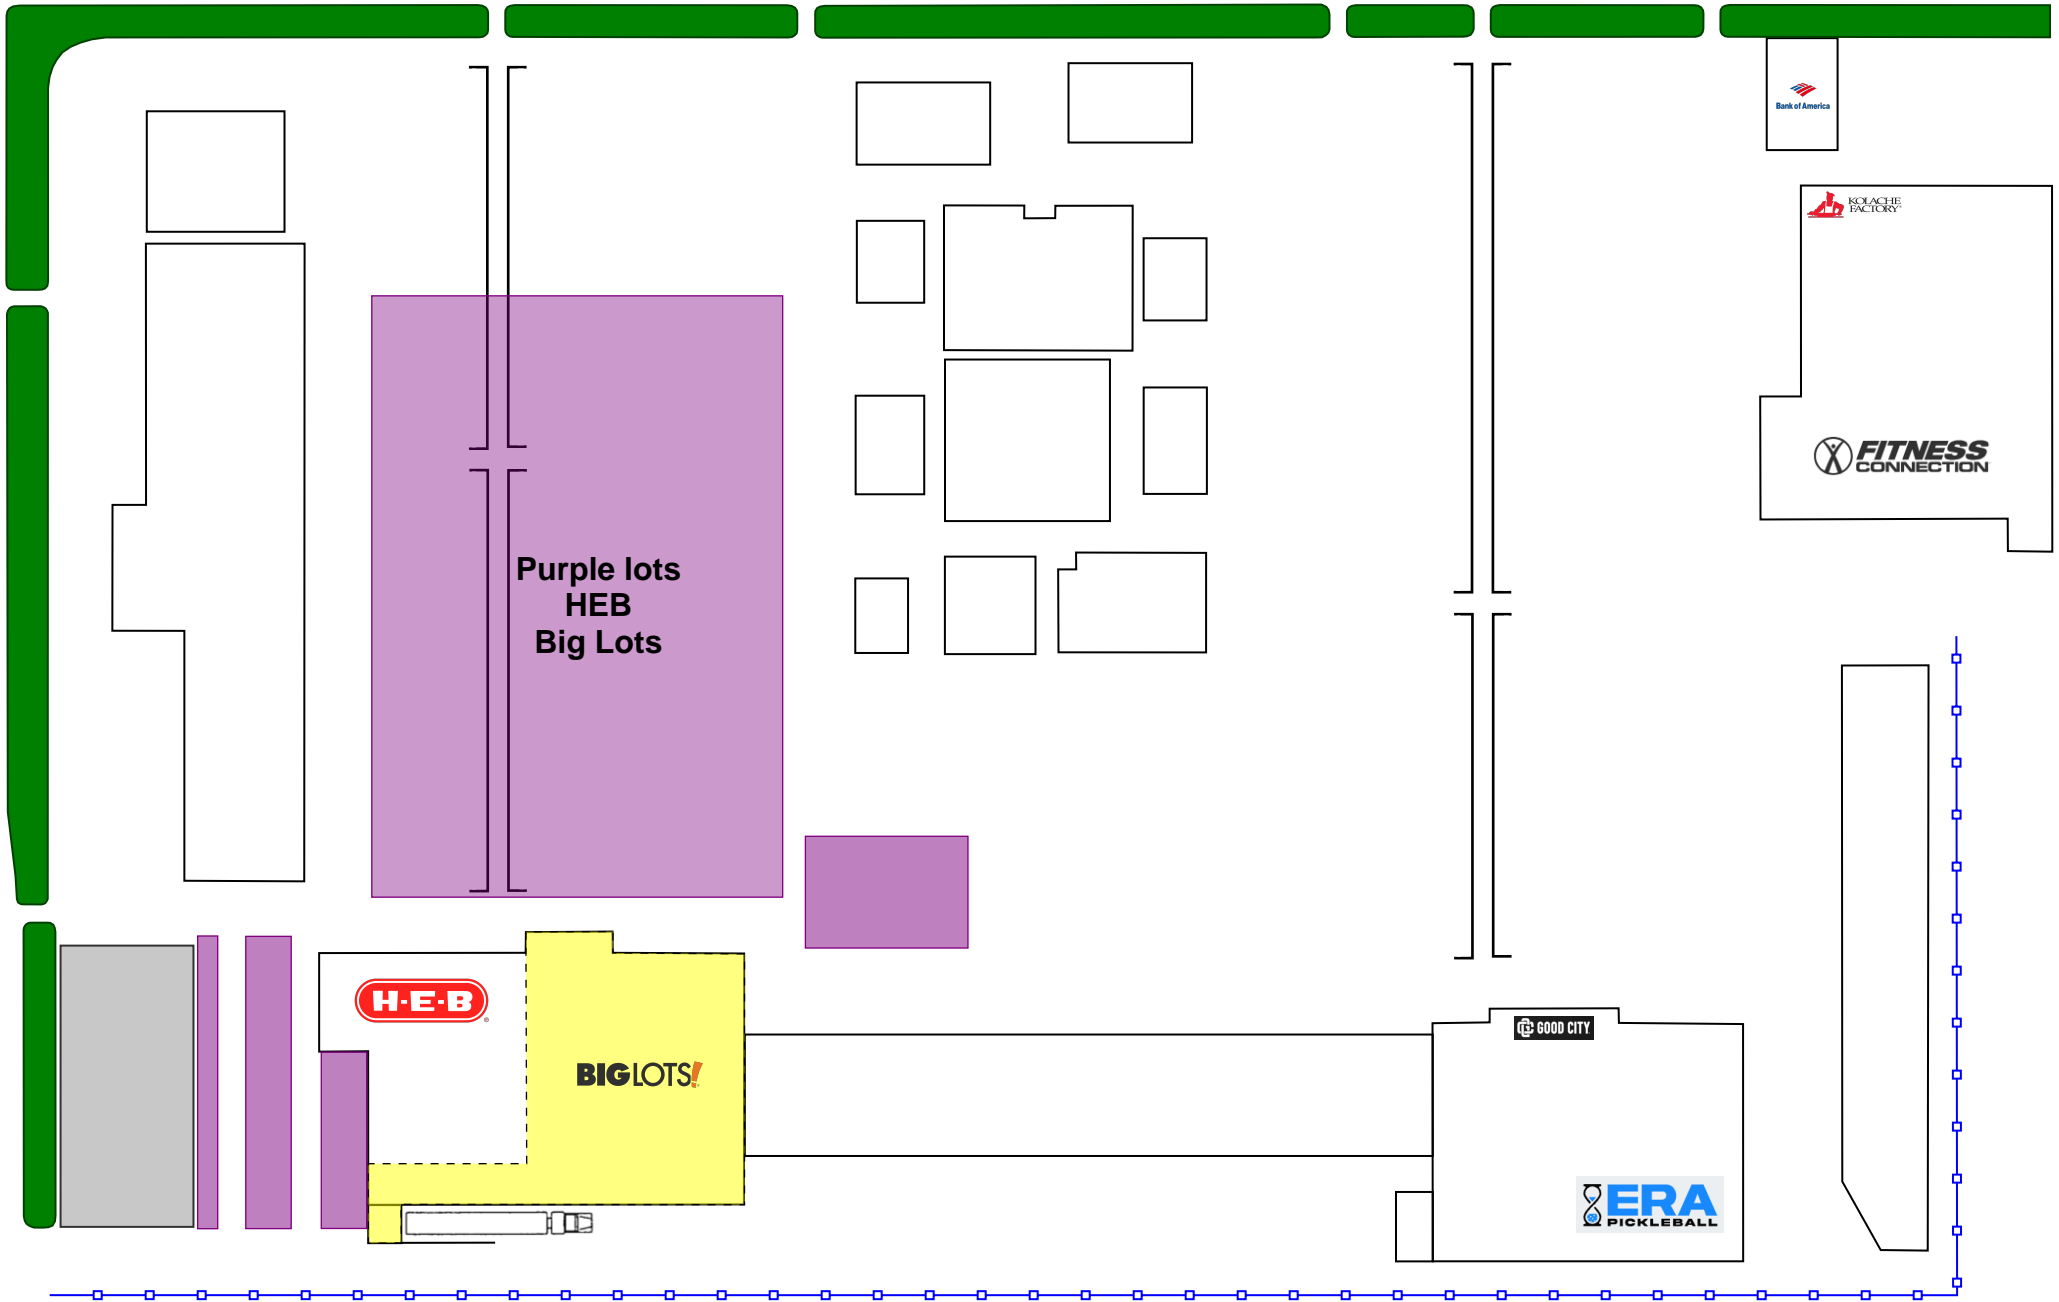 Bank of America
KOLACHE
FACTORY
FITNESS
CONNECTION
Purple lots
HEB
Big Lots
H-E-B
BIGLOTS!
GOOD CITY
ERA
PICKLEBALL